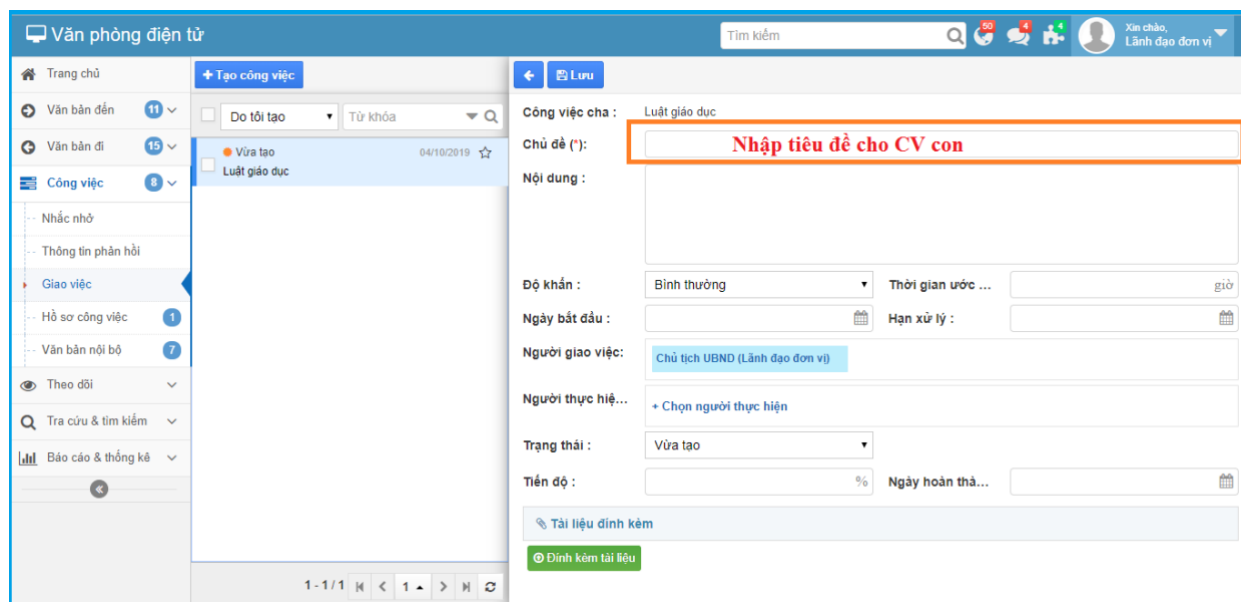 Văn phòng điện tử
Tìm kiếm
50
4
4
Xin chào,
Lãnh đạo đơn vị
Trang chủ
Văn bản đến 11
Văn bản đi 15
Công việc 8
Nhắc nhở
Thông tin phản hồi
Giao việc
Hồ sơ công việc 1
Văn bản nội bộ 7
Theo dõi
Tra cứu & tìm kiếm
Báo cáo & thống kê
+ Tạo công việc
Do tôi tạo Từ khóa
Vừa tạo 04/10/2019
Luật giáo dục
1 - 1 / 1 1
Lưu
Công việc cha : Luật giáo dục
Chủ đề (*): Nhập tiêu đề cho CV con
Nội dung :
Độ khẩn : Bình thường Thời gian ước ... giờ
Ngày bắt đầu : Hạn xử lý :
Người giao việc: Chủ tịch UBND (Lãnh đạo đơn vị)
Người thực hiệ... + Chọn người thực hiện
Trạng thái : Vừa tạo
Tiến độ : % Ngày hoàn thà...
Tài liệu đính kèm
Đính kèm tài liệu